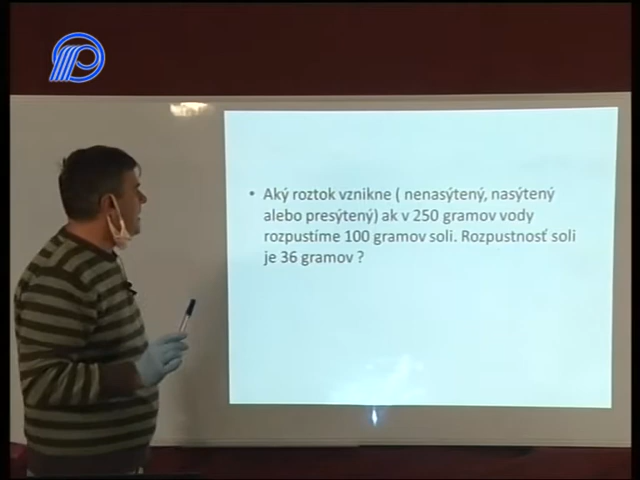 • Aký roztok vznikne ( nenasýtený, nasýtený
alebo presýtený) ak v 250 gramov vody
rozpustíme 100 gramov soli. Rozpustnosť soli
je 36 gramov ?